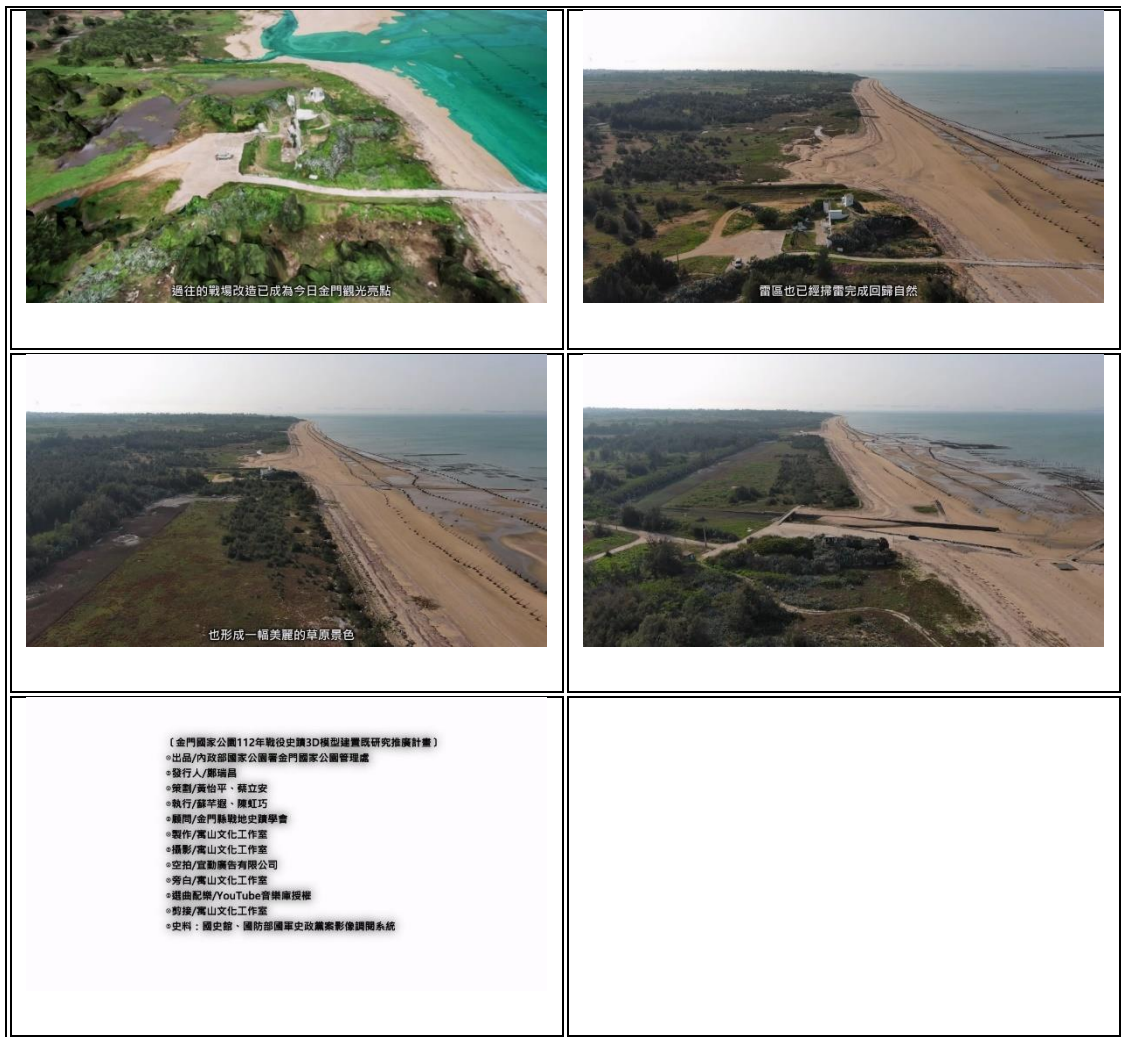 過往的戰場改造已成為今日金門觀光亮點
雷區也已經掃雷完成回歸自然
也形成一幅美麗的草原景色
〔金門國家公園112年戰役史蹟3D模型建置既研究推廣計畫〕
⊙出品/內政部國家公園署金門國家公園管理處
⊙發行人/鄭瑞昌
⊙策劃/黃怡平、蔡立安
⊙執行/蘇芊遐、陳虹巧
⊙顧問/金門縣戰地史蹟學會
⊙製作/寓山文化工作室
⊙攝影/寓山文化工作室
⊙空拍/宜勤廣告有限公司
⊙旁白/寓山文化工作室
⊙選曲配樂/YouTube音樂庫授權
⊙剪接/寓山文化工作室
⊙史料：國史館、國防部國軍史政檔案影像調閱系統